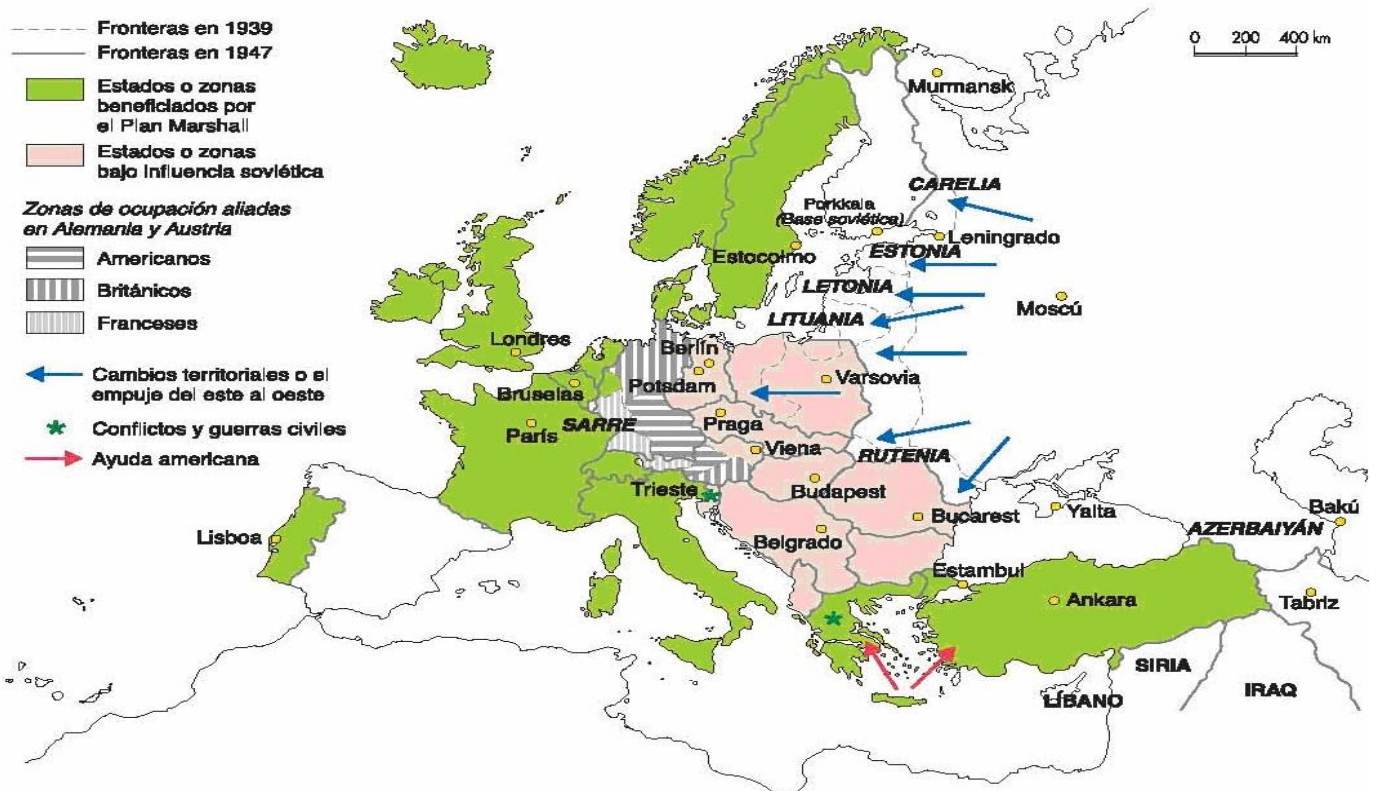 Fronteras en 1939
Fronteras en 1947
Estados o zonas
beneficiados por
el Plan Marshall
Estados o zonas
bajo influencia soviética
Zonas de ocupación aliadas
en Alemania y Austria
Americanos
Británicos
Franceses
Cambios territoriales o el
empuje del este al oeste
Conflictos y guerras civiles
Ayuda americana
0 200 400 km
Murmansk
CARELIA
Porkkala
(Base soviética)
Leningrado
Estocolmo
ESTONIA
LETONIA
Moscú
LITUANIA
Londres
Berlín
Potsdam
Varsovia
Bruselas
SARRE
Praga
París
Viena
RUTENIA
Trieste
Budapest
Bucarest
Yalta
Bakú
AZERBAIYÁN
Lisboa
Belgrado
Estambul
Ankara
Tabriz
SIRIA
LÍBANO
IRAQ